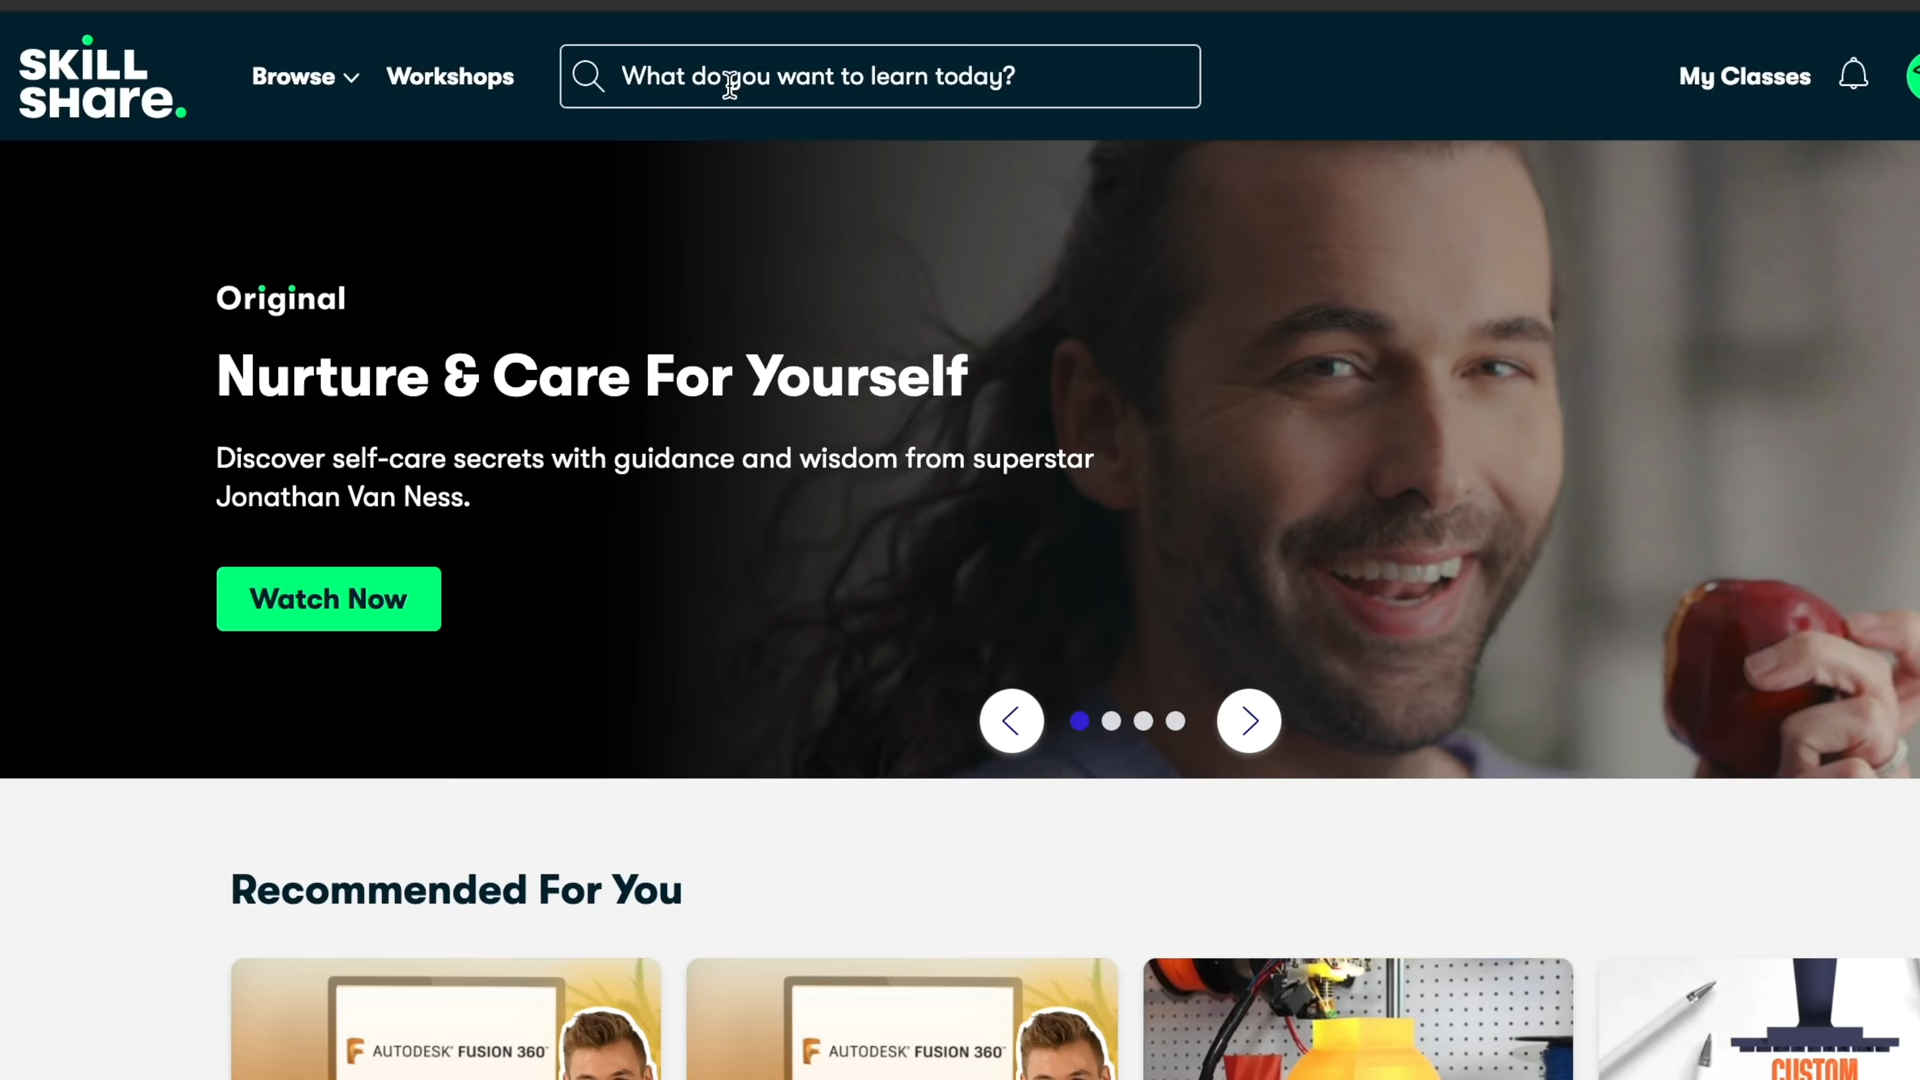 SKILL
SHare.
Browse
Workshops
What do you want to learn today?
My Classes
Original
Nurture & Care For Yourself
Discover self-care secrets with guidance and wisdom from superstar
Jonathan Van Ness.
Watch Now
Recommended For You
AUTODESK® FUSION 360™
AUTODESK® FUSION 360™
CUSTOM